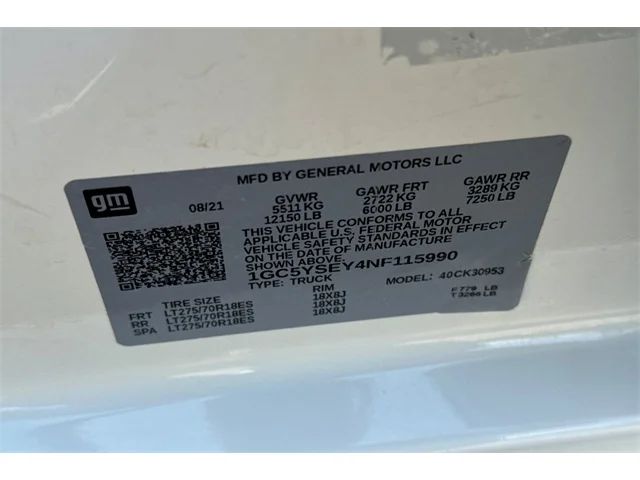 MFD BY GENERAL MOTORS LLC
gm
08/21
GVWR GAWR FRT GAWR RR
5511 KG 2722 KG 3289 KG
12150 LB 6000 LB 7250 LB
THIS VEHICLE CONFORMS TO ALL
APPLICABLE U.S. FEDERAL MOTOR
VEHICLE SAFETY STANDARDS IN EFFECT
ON THE DATE OF MANUFACTURE
SHOWN ABOVE.
1GC5YSEY4NF115990
TYPE: TRUCK MODEL: 40CK30953
TIRE SIZE RIM
FRT LT275/70R18ES 18X8J
RR LT275/70R18ES 18X8J
SPA LT275/70R18ES 18X8J
F770 LB
T3266LB